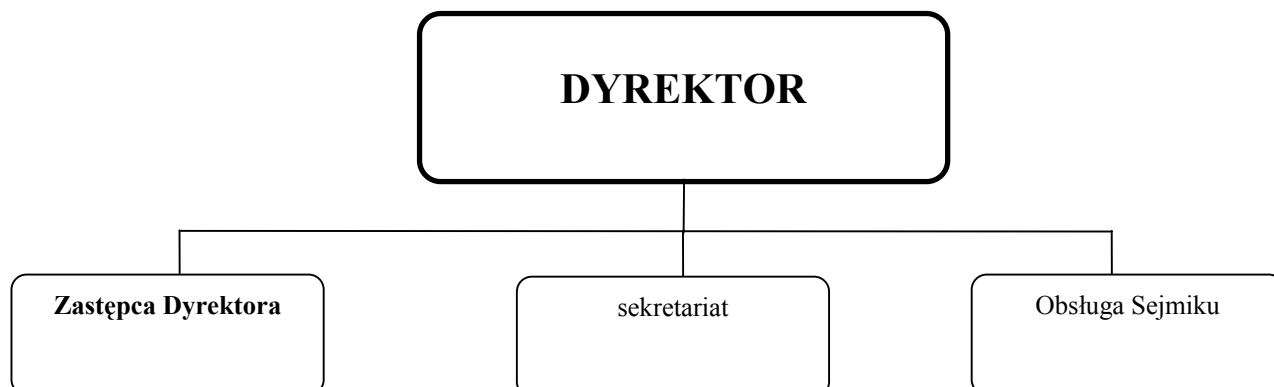 DYREKTOR
Zastępca Dyrektora
sekretariat
Obsługa Sejmiku